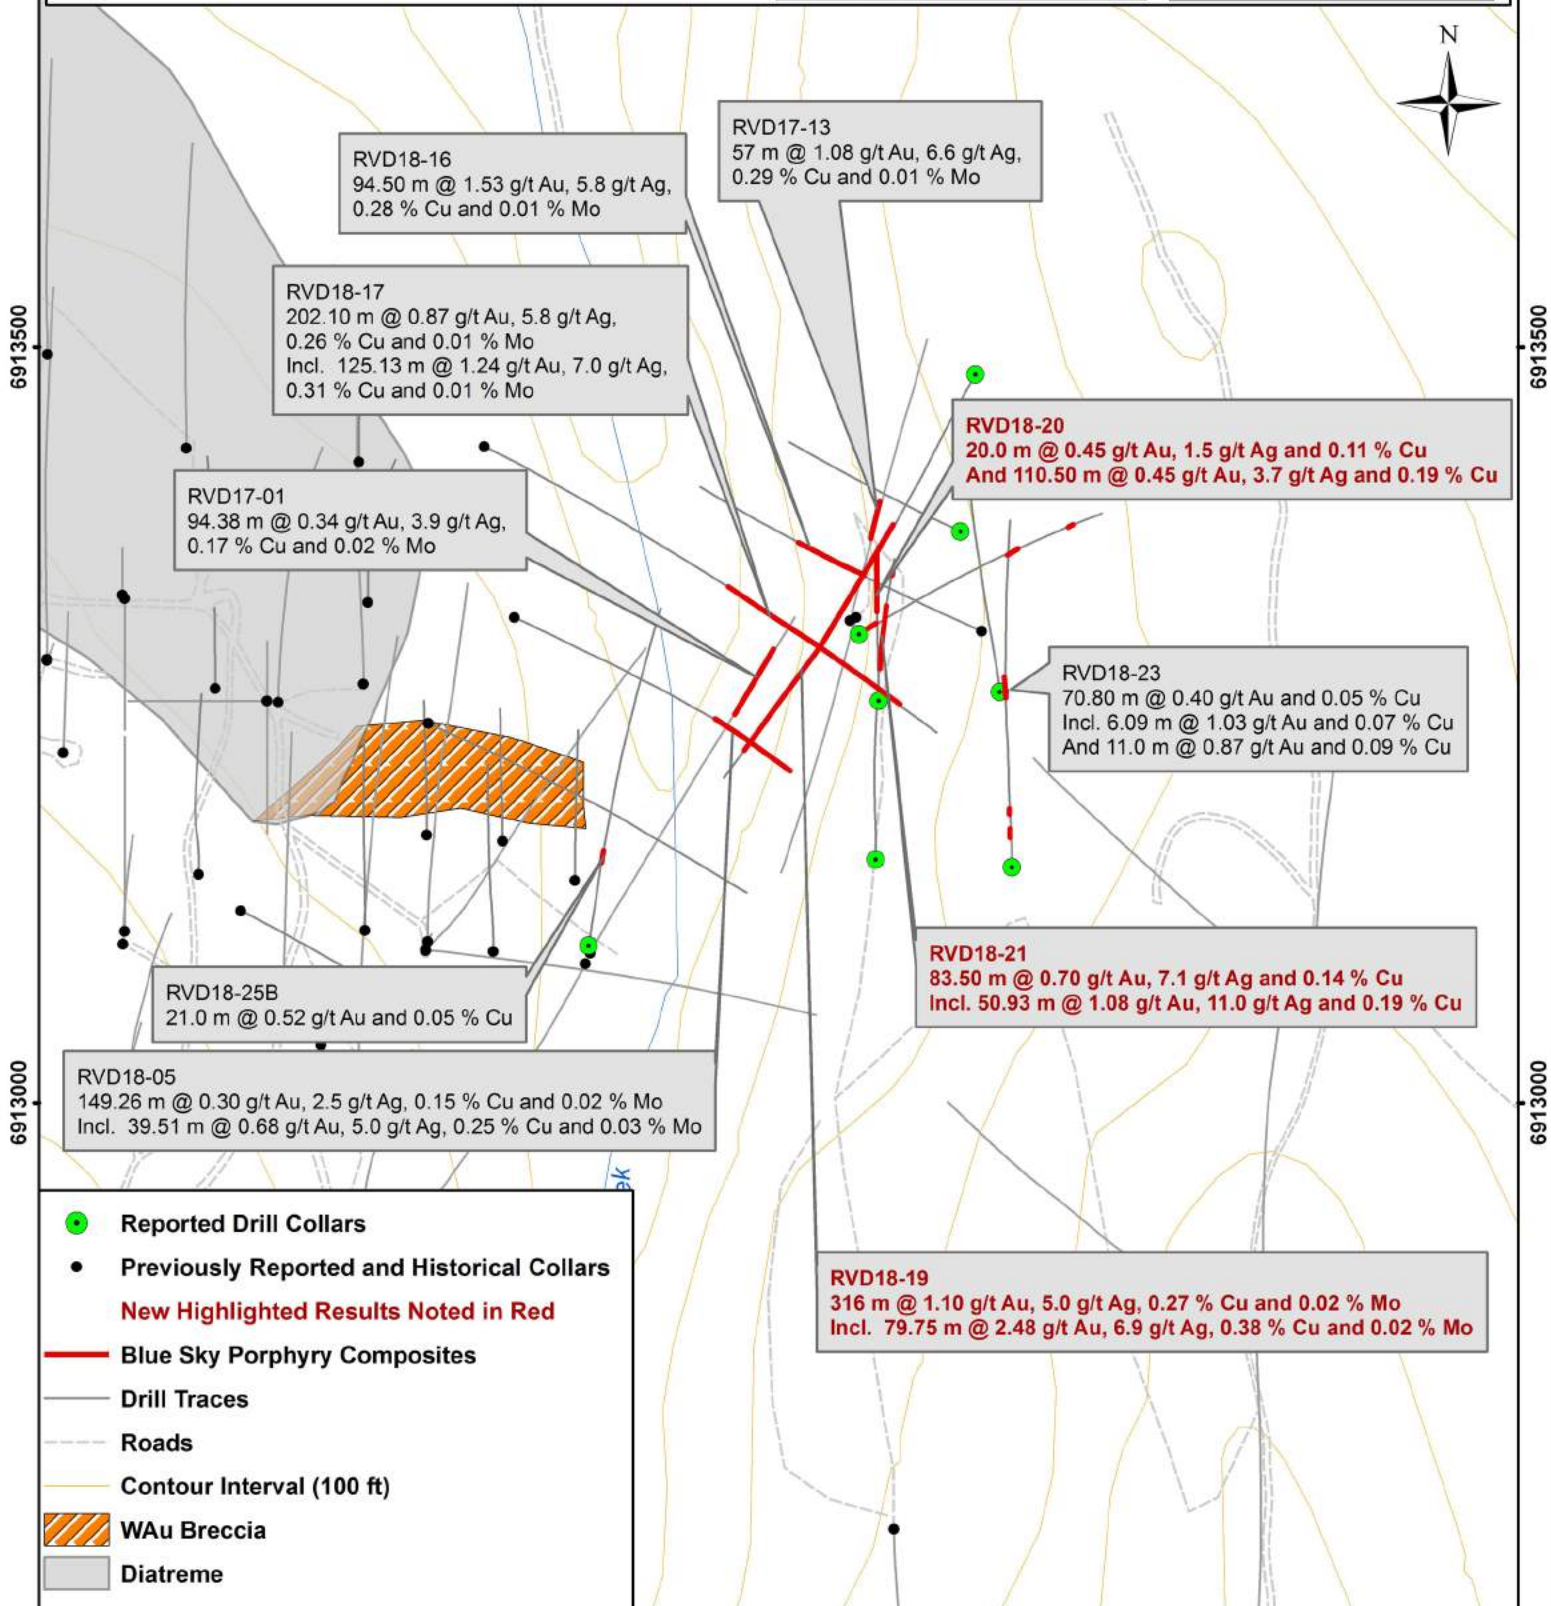 N
RVD17-13
57 m @ 1.08 g/t Au, 6.6 g/t Ag,
0.29 % Cu and 0.01 % Mo
RVD18-16
94.50 m @ 1.53 g/t Au, 5.8 g/t Ag,
0.28 % Cu and 0.01 % Mo
RVD18-17
202.10 m @ 0.87 g/t Au, 5.8 g/t Ag,
0.26 % Cu and 0.01 % Mo
Incl. 125.13 m @ 1.24 g/t Au, 7.0 g/t Ag,
0.31 % Cu and 0.01 % Mo
6913500
6913500
RVD18-20
20.0 m @ 0.45 g/t Au, 1.5 g/t Ag and 0.11 % Cu
And 110.50 m @ 0.45 g/t Au, 3.7 g/t Ag and 0.19 % Cu
RVD17-01
94.38 m @ 0.34 g/t Au, 3.9 g/t Ag,
0.17 % Cu and 0.02 % Mo
RVD18-23
70.80 m @ 0.40 g/t Au and 0.05 % Cu
Incl. 6.09 m @ 1.03 g/t Au and 0.07 % Cu
And 11.0 m @ 0.87 g/t Au and 0.09 % Cu
RVD18-21
83.50 m @ 0.70 g/t Au, 7.1 g/t Ag and 0.14 % Cu
Incl. 50.93 m @ 1.08 g/t Au, 11.0 g/t Ag and 0.19 % Cu
RVD18-25B
21.0 m @ 0.52 g/t Au and 0.05 % Cu
RVD18-05
149.26 m @ 0.30 g/t Au, 2.5 g/t Ag, 0.15 % Cu and 0.02 % Mo
Incl. 39.51 m @ 0.68 g/t Au, 5.0 g/t Ag, 0.25 % Cu and 0.03 % Mo
6913000
6913000
ek
RVD18-19
316 m @ 1.10 g/t Au, 5.0 g/t Ag, 0.27 % Cu and 0.02 % Mo
Incl. 79.75 m @ 2.48 g/t Au, 6.9 g/t Ag, 0.38 % Cu and 0.02 % Mo
Reported Drill Collars
Previously Reported and Historical Collars
New Highlighted Results Noted in Red
Blue Sky Porphyry Composites
Drill Traces
Roads
Contour Interval (100 ft)
WAu Breccia
Diatreme